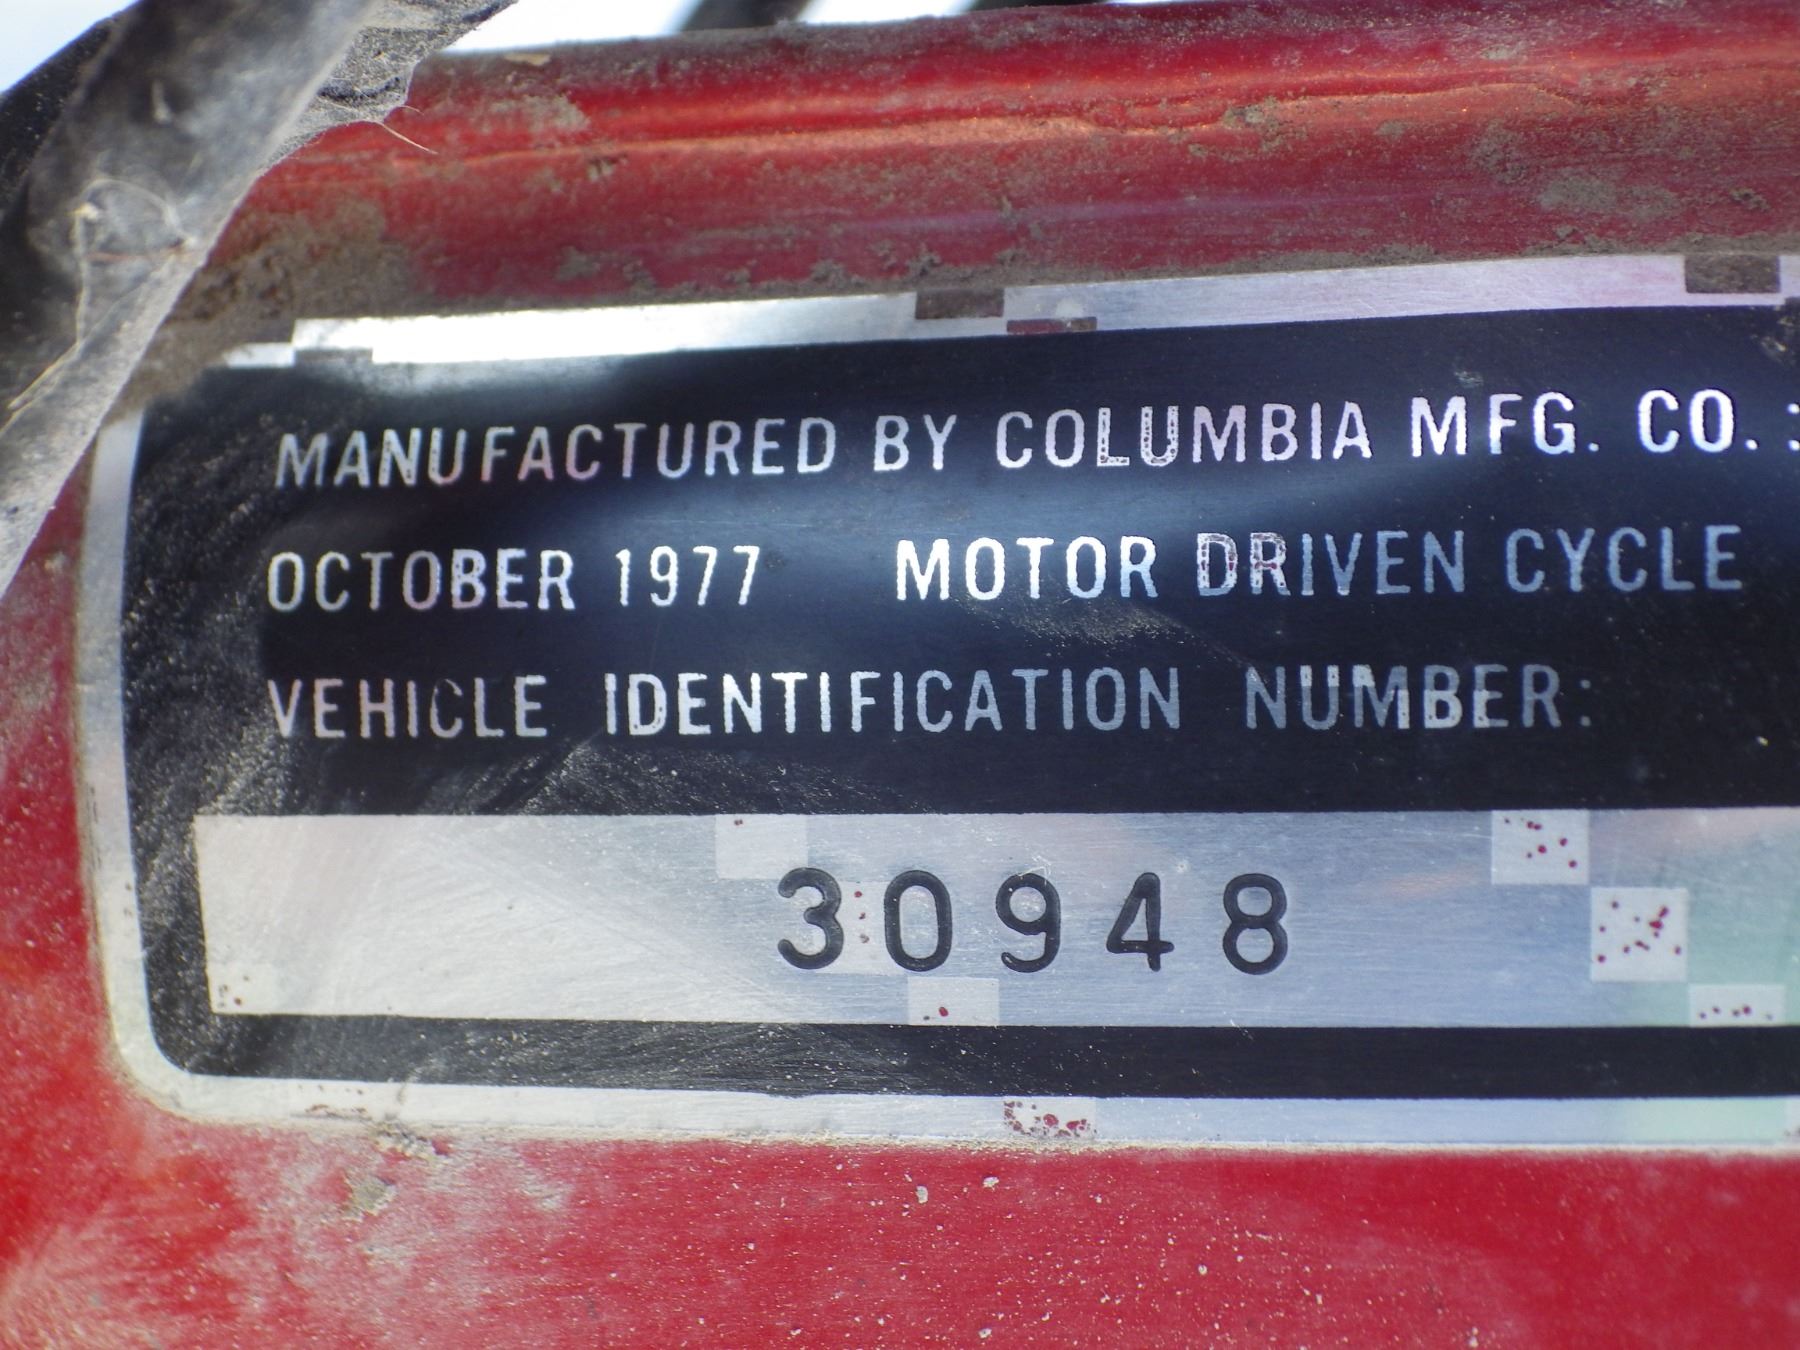 MANUFACTURED BY COLUMBIA MFG. CO. :
OCTOBER 1977 MOTOR DRIVEN CYCLE
VEHICLE IDENTIFICATION NUMBER:
30948